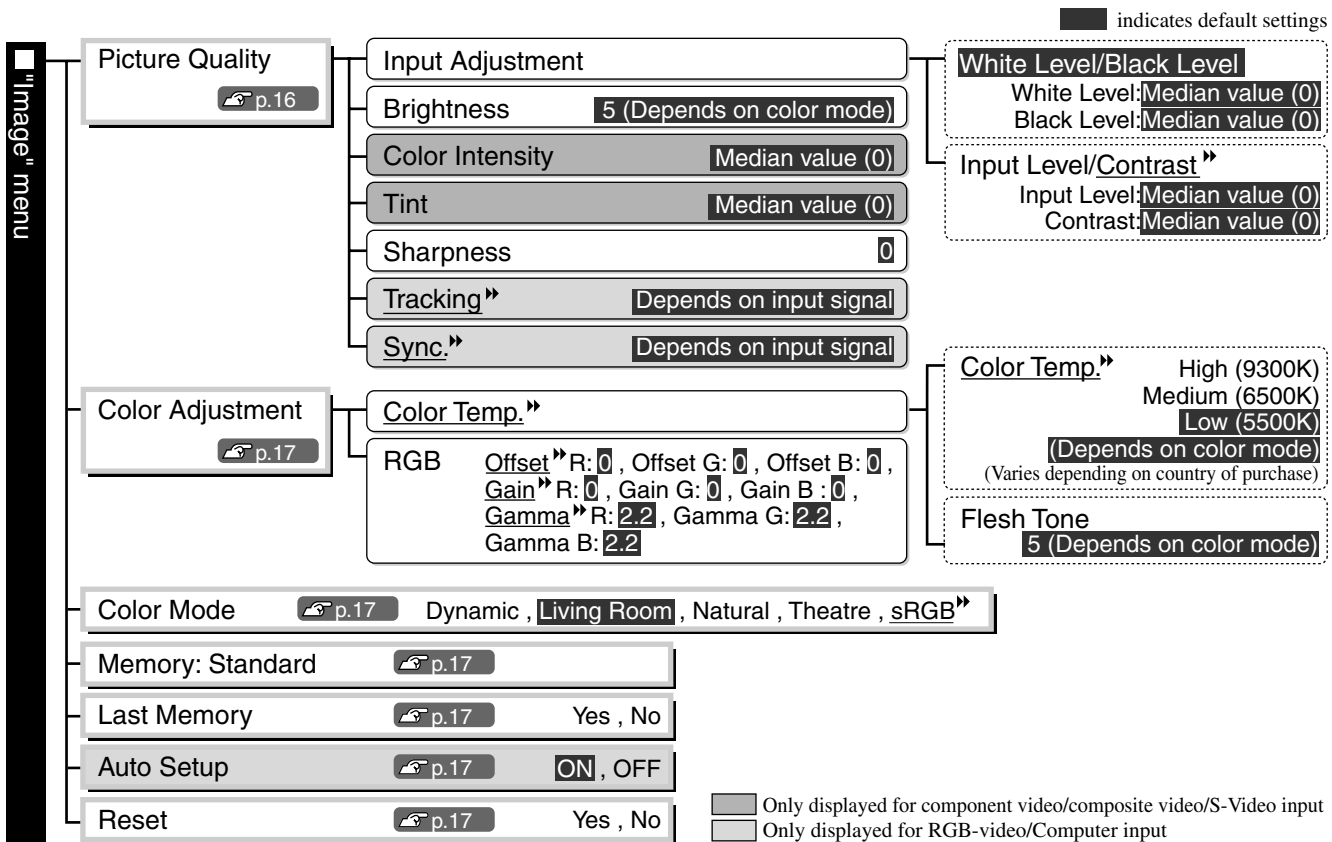 indicates default settings
"Image" menu
Picture Quality
p.16
Input Adjustment
White Level/Black Level
White Level:Median value (0)
Black Level:Median value (0)
Input Level/Contrast
Input Level:Median value (0)
Contrast:Median value (0)
Brightness 5 (Depends on color mode)
Color Intensity Median value (0)
Tint Median value (0)
Sharpness 0
Tracking Depends on input signal
Sync. Depends on input signal
Color Adjustment
p.17
Color Temp.
Color Temp. High (9300K)
Medium (6500K)
Low (5500K)
(Depends on color mode)
(Varies depending on country of purchase)
Flesh Tone
5 (Depends on color mode)
RGB Offset R: 0 , Offset G: 0 , Offset B: 0 ,
Gain R: 0 , Gain G: 0 , Gain B : 0 ,
Gamma R: 2.2 , Gamma G: 2.2 ,
Gamma B: 2.2
Color Mode p.17 Dynamic , Living Room , Natural , Theatre , sRGB
Memory: Standard p.17
Last Memory p.17 Yes , No
Auto Setup p.17 ON , OFF
Reset p.17 Yes , No
Only displayed for component video/composite video/S-Video input
Only displayed for RGB-video/Computer input